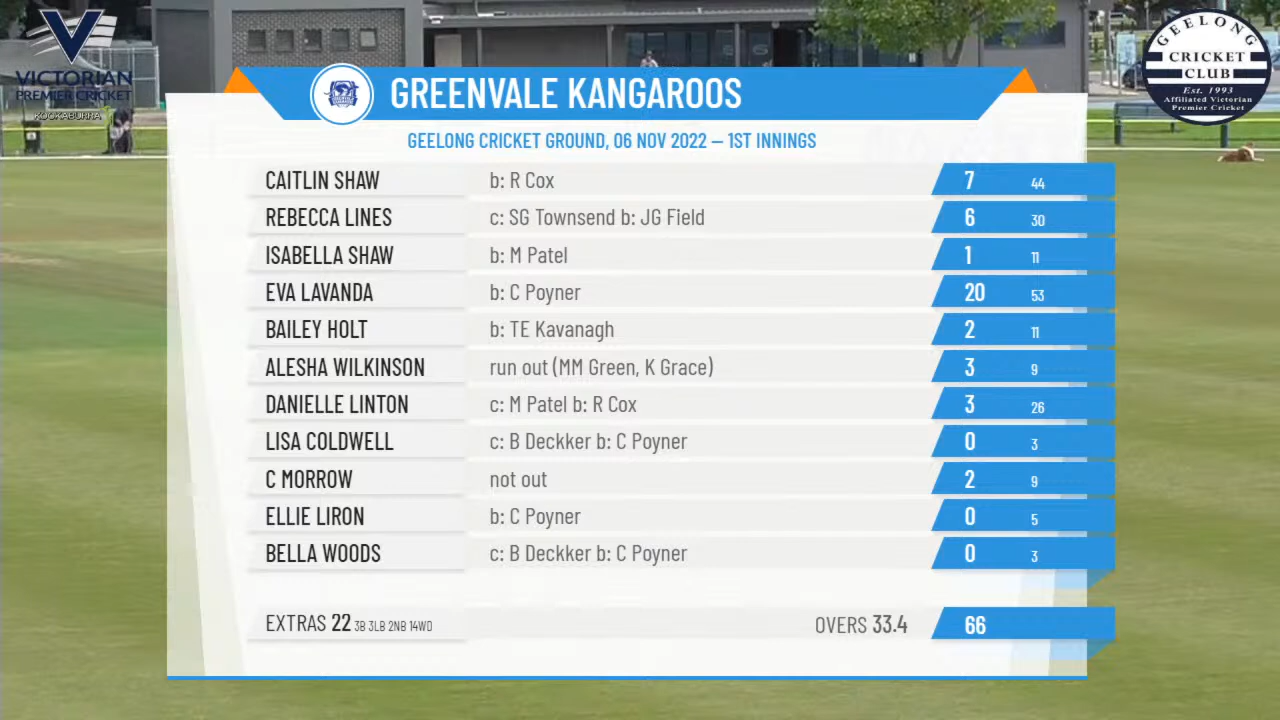 VICTORIAN
PREMIER CRICKET
KOOKABURRA
GEELONG
CRICKET
CLUB
Est. 1993
Affiliated Victorian
Premier Cricket
GREENVALE KANGAROOS
GEELONG CRICKET GROUND, 06 NOV 2022 – 1ST INNINGS
CAITLIN SHAW b: R Cox 7 44
REBECCA LINES c: SG Townsend b: JG Field 6 30
ISABELLA SHAW b: M Patel 1 11
EVA LAVANDA b: C Poyner 20 53
BAILEY HOLT b: TE Kavanagh 2 11
ALESHA WILKINSON run out (MM Green, K Grace) 3 9
DANIELLE LINTON c: M Patel b: R Cox 3 26
LISA COLDWELL c: B Deckker b: C Poyner 0 3
C MORROW not out 2 9
ELLIE LIRON b: C Poyner 0 5
BELLA WOODS c: B Deckker b: C Poyner 0 3
EXTRAS 22 3B 3LB 2NB 14WD OVERS 33.4 66